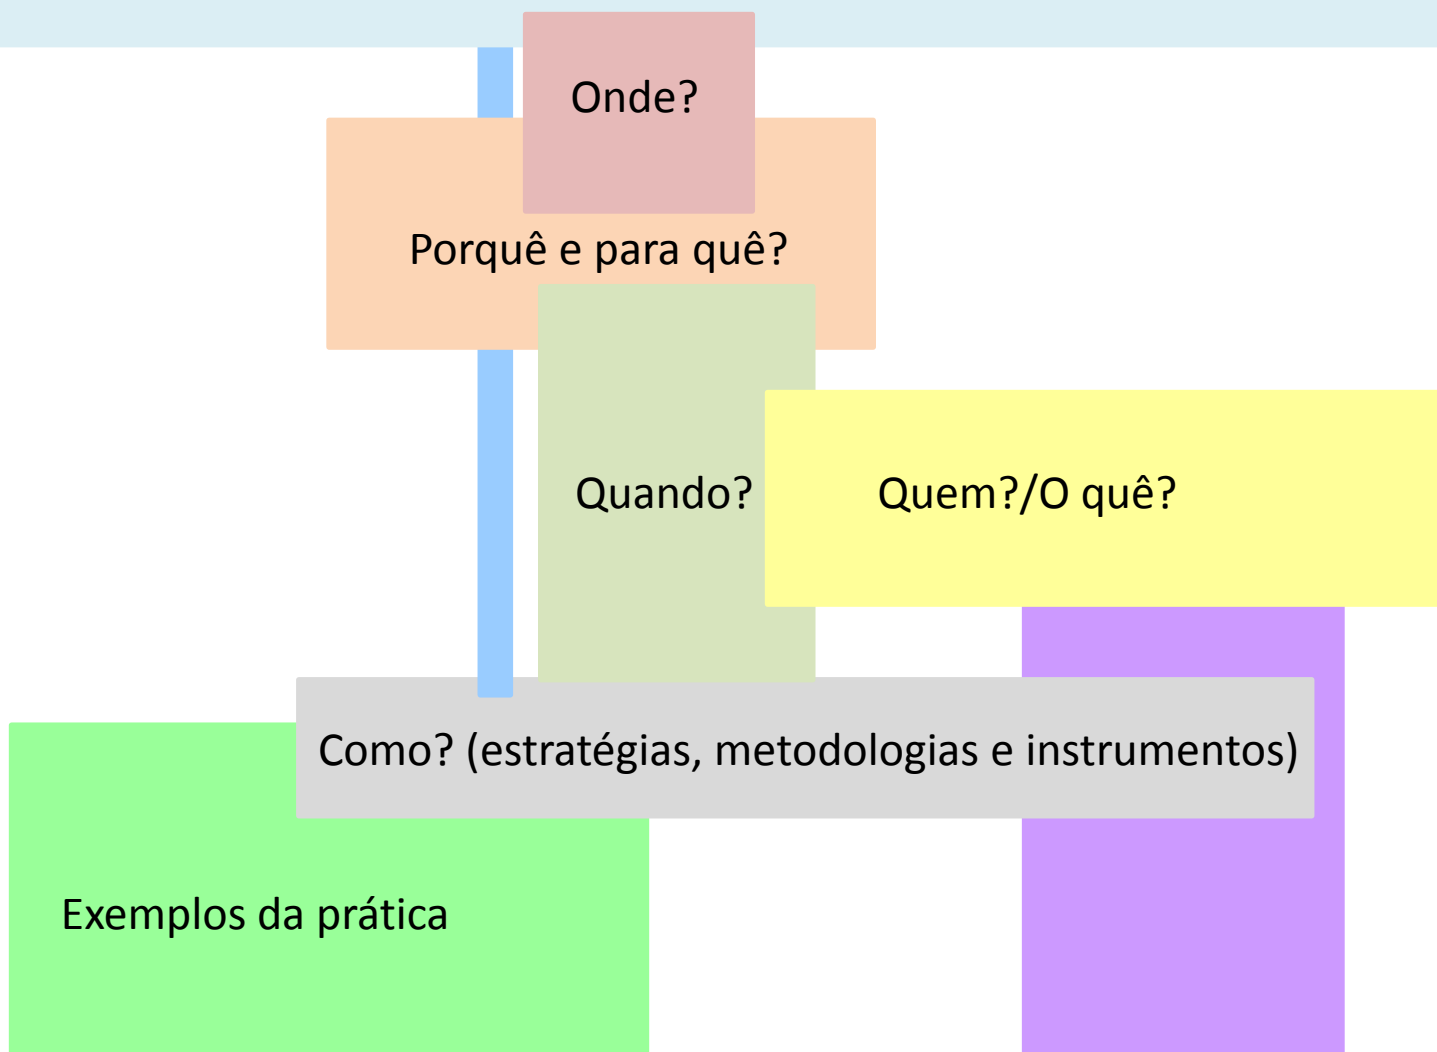 Onde?
Porquê e para quê?
Quando?
Quem?/O quê?
Como? (estratégias, metodologias e instrumentos)
Exemplos da prática